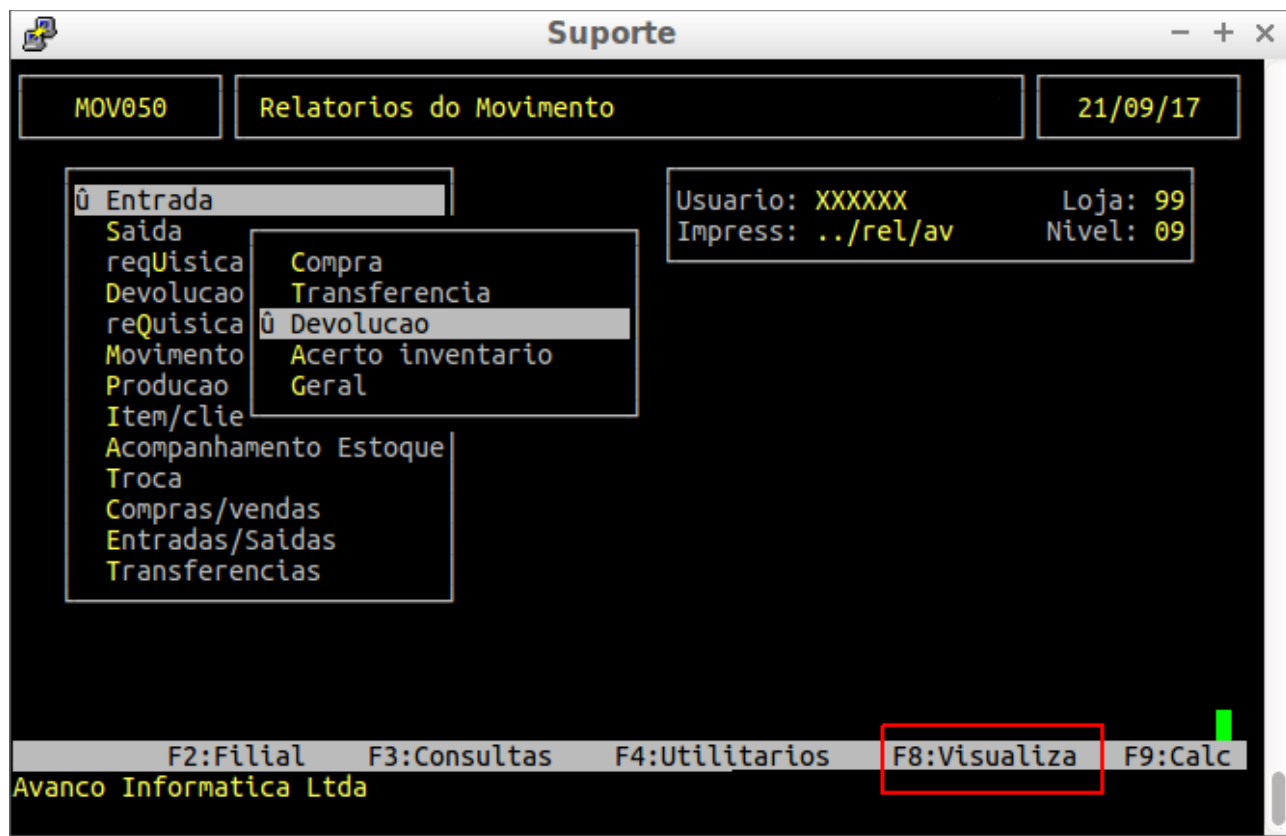 Suporte
MOV050 Relatorios do Movimento 21/09/17
û Entrada
Saida
reqUisica
Devolucao
reQuisica
Movimento
Producao
Item/clie
Acompanhamento Estoque
Troca
Compras/vendas
Entradas/Saidas
Transferencias
Compra
Transferencia
û Devolucao
Acerto inventario
Geral
Usuario: XXXXXX Loja: 99
Impress: ../rel/av Nivel: 09
F2:Filial F3:Consultas F4:Utilitarios F8:Visualiza F9:Calc
Avanco Informatica Ltda